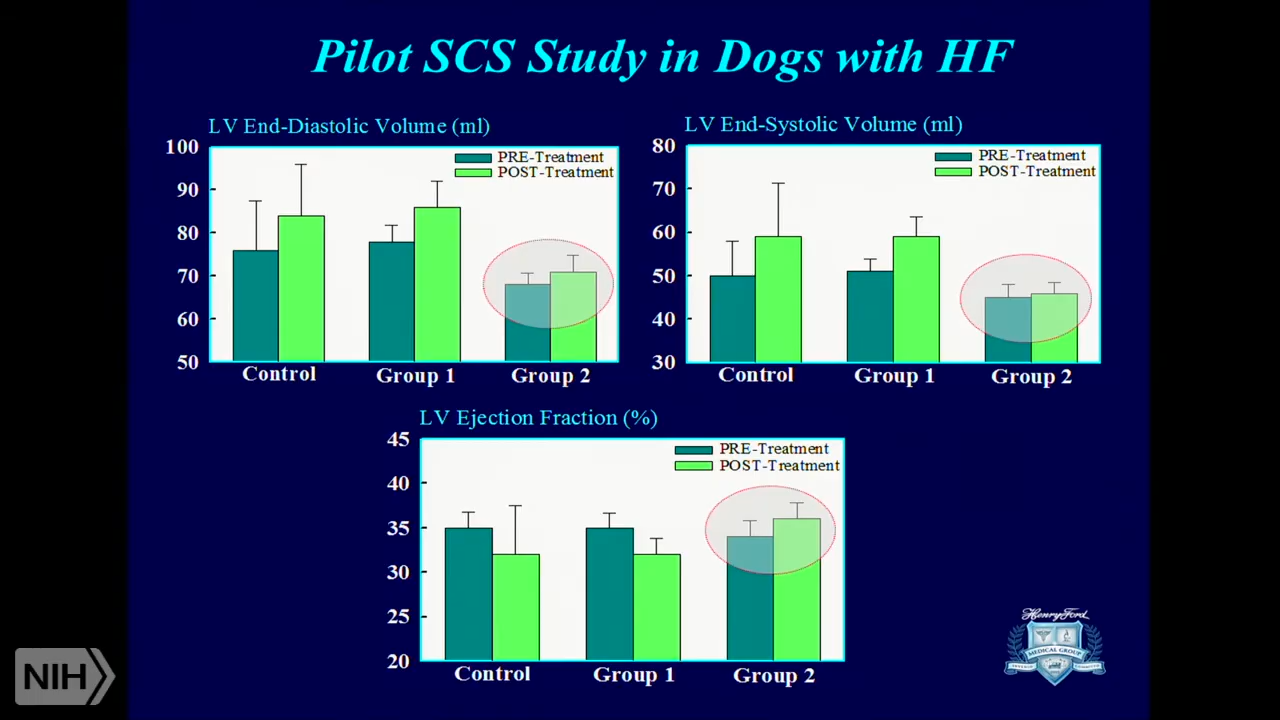 Pilot SCS Study in Dogs with HF
LV End-Diastolic Volume (ml)
100
90
80
70
60
50
PRE-Treatment
POST-Treatment
Control
Group 1
Group 2
LV End-Systolic Volume (ml)
80
70
60
50
40
30
PRE-Treatment
POST-Treatment
Control
Group 1
Group 2
LV Ejection Fraction (%)
45
40
35
30
25
20
PRE-Treatment
POST-Treatment
Control
Group 1
Group 2
Henry Ford
MEDICAL GROUP
NIH